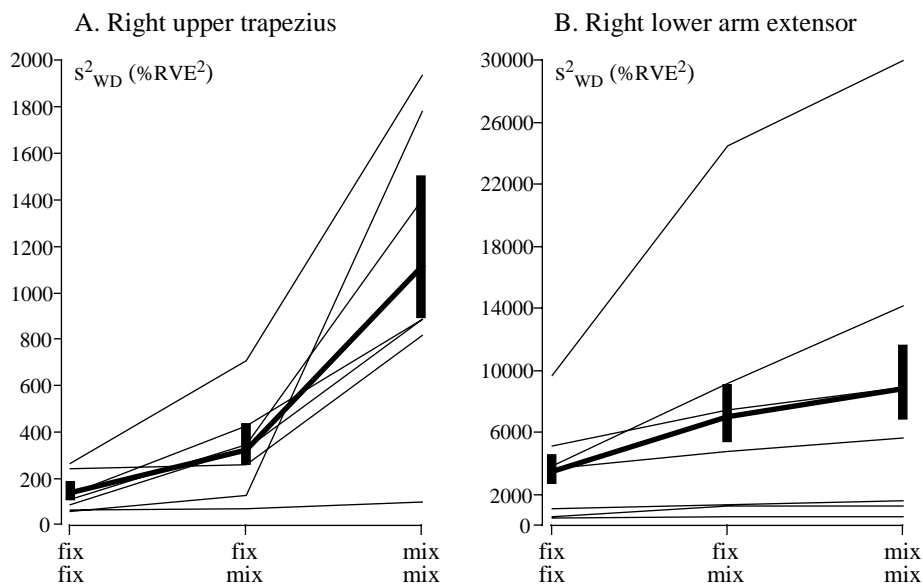 A. Right upper trapezius
s²WD (%RVE²)
2000
1800
1600
1400
1200
1000
800
600
400
200
0
fix fix mix
fix mix mix
B. Right lower arm extensor
s²WD (%RVE²)
30000
26000
22000
18000
14000
10000
6000
2000
0
fix fix mix
fix mix mix